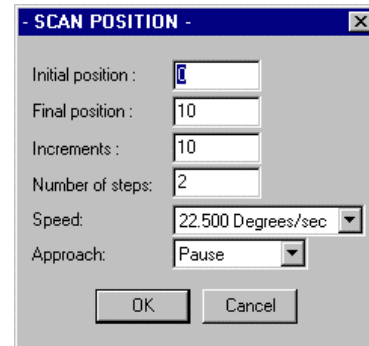 - SCAN POSITION -
Initial position : 0
Final position : 10
Increments : 10
Number of steps: 2
Speed: 22.500 Degrees/sec
Approach: Pause
OK Cancel